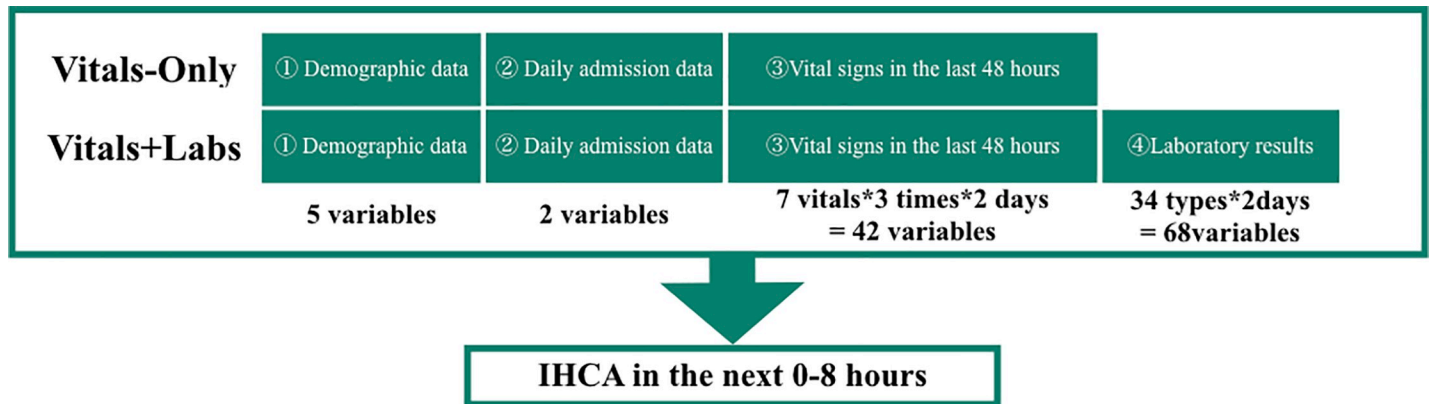 Vitals-Only
① Demographic data
② Daily admission data
③Vital signs in the last 48 hours
Vitals+Labs
① Demographic data
② Daily admission data
③Vital signs in the last 48 hours
④Laboratory results
5 variables
2 variables
7 vitals*3 times*2 days
= 42 variables
34 types*2days
= 68variables
IHCA in the next 0-8 hours